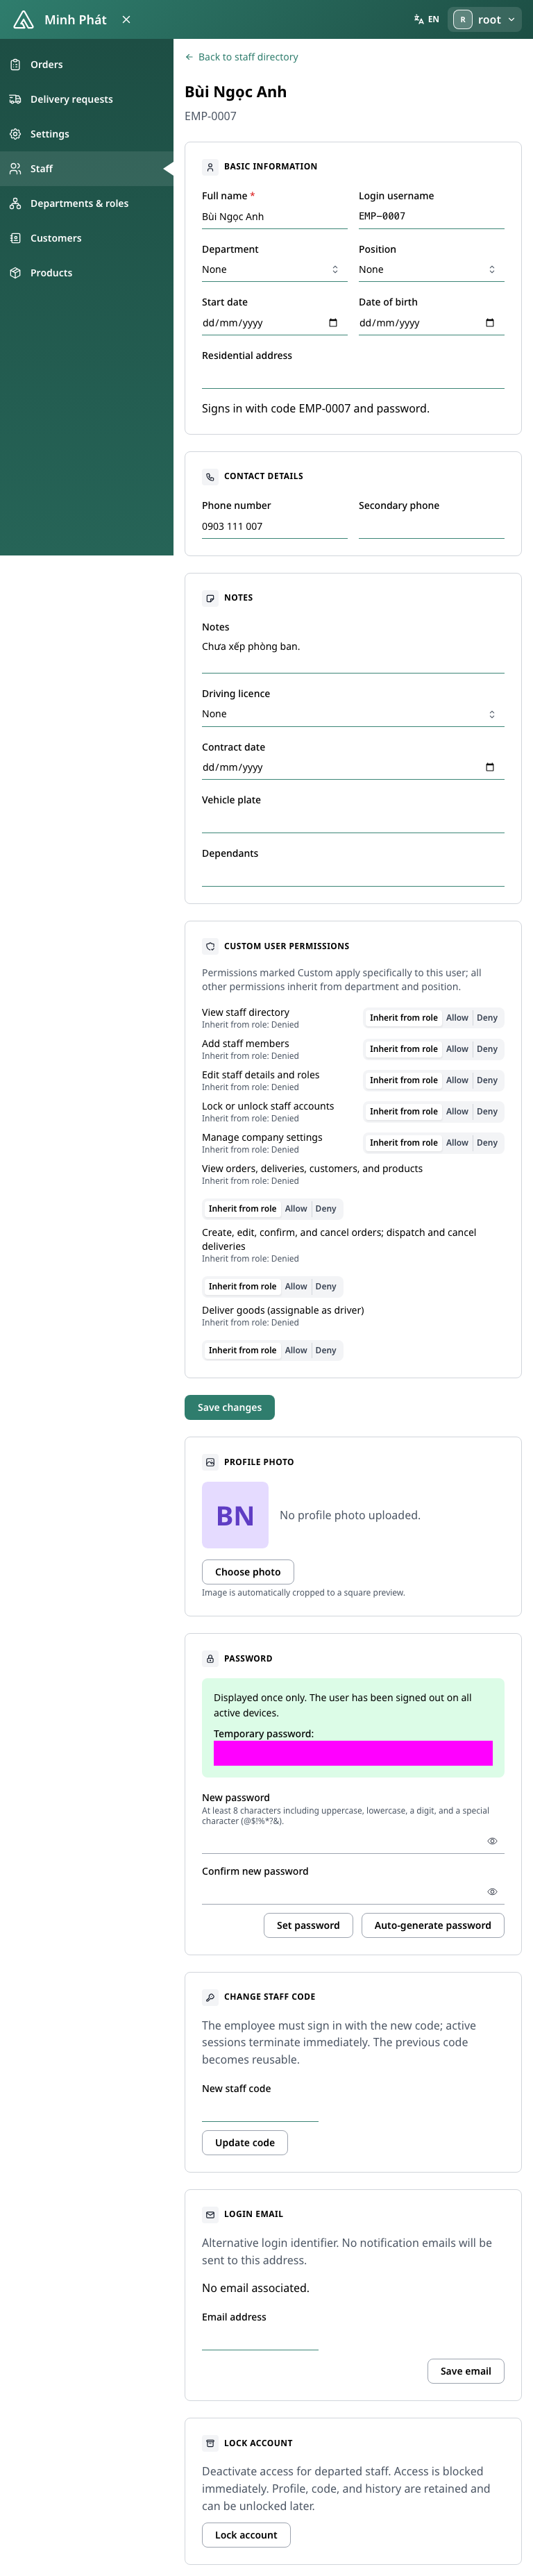 Minh Phát
EN
R
root
Orders
Delivery requests
Settings
Staff
Departments & roles
Customers
Products
Back to staff directory
Bùi Ngọc Anh
EMP-0007
BASIC INFORMATION
Full name *
Login username
Bùi Ngọc Anh
EMP-0007
Department
Position
None
None
Start date
Date of birth
dd/mm/yyyy
dd/mm/yyyy
Residential address
Signs in with code EMP-0007 and password.
CONTACT DETAILS
Phone number
Secondary phone
0903 111 007
NOTES
Notes
Chưa xếp phòng ban.
Driving licence
None
Contract date
dd/mm/yyyy
Vehicle plate
Dependants
CUSTOM USER PERMISSIONS
Permissions marked Custom apply specifically to this user; all
other permissions inherit from department and position.
View staff directory
Inherit from role: Denied
Inherit from role Allow Deny
Add staff members
Inherit from role: Denied
Inherit from role Allow Deny
Edit staff details and roles
Inherit from role: Denied
Inherit from role Allow Deny
Lock or unlock staff accounts
Inherit from role: Denied
Inherit from role Allow Deny
Manage company settings
Inherit from role: Denied
Inherit from role Allow Deny
View orders, deliveries, customers, and products
Inherit from role: Denied
Inherit from role Allow Deny
Create, edit, confirm, and cancel orders; dispatch and cancel
deliveries
Inherit from role: Denied
Inherit from role Allow Deny
Deliver goods (assignable as driver)
Inherit from role: Denied
Inherit from role Allow Deny
Save changes
PROFILE PHOTO
BN
No profile photo uploaded.
Choose photo
Image is automatically cropped to a square preview.
PASSWORD
Displayed once only. The user has been signed out on all
active devices.
Temporary password:
New password
At least 8 characters including uppercase, lowercase, a digit, and a special
character (@$!%*?&).
Confirm new password
Set password
Auto-generate password
CHANGE STAFF CODE
The employee must sign in with the new code; active
sessions terminate immediately. The previous code
becomes reusable.
New staff code
Update code
LOGIN EMAIL
Alternative login identifier. No notification emails will be
sent to this address.
No email associated.
Email address
Save email
LOCK ACCOUNT
Deactivate access for departed staff. Access is blocked
immediately. Profile, code, and history are retained and
can be unlocked later.
Lock account